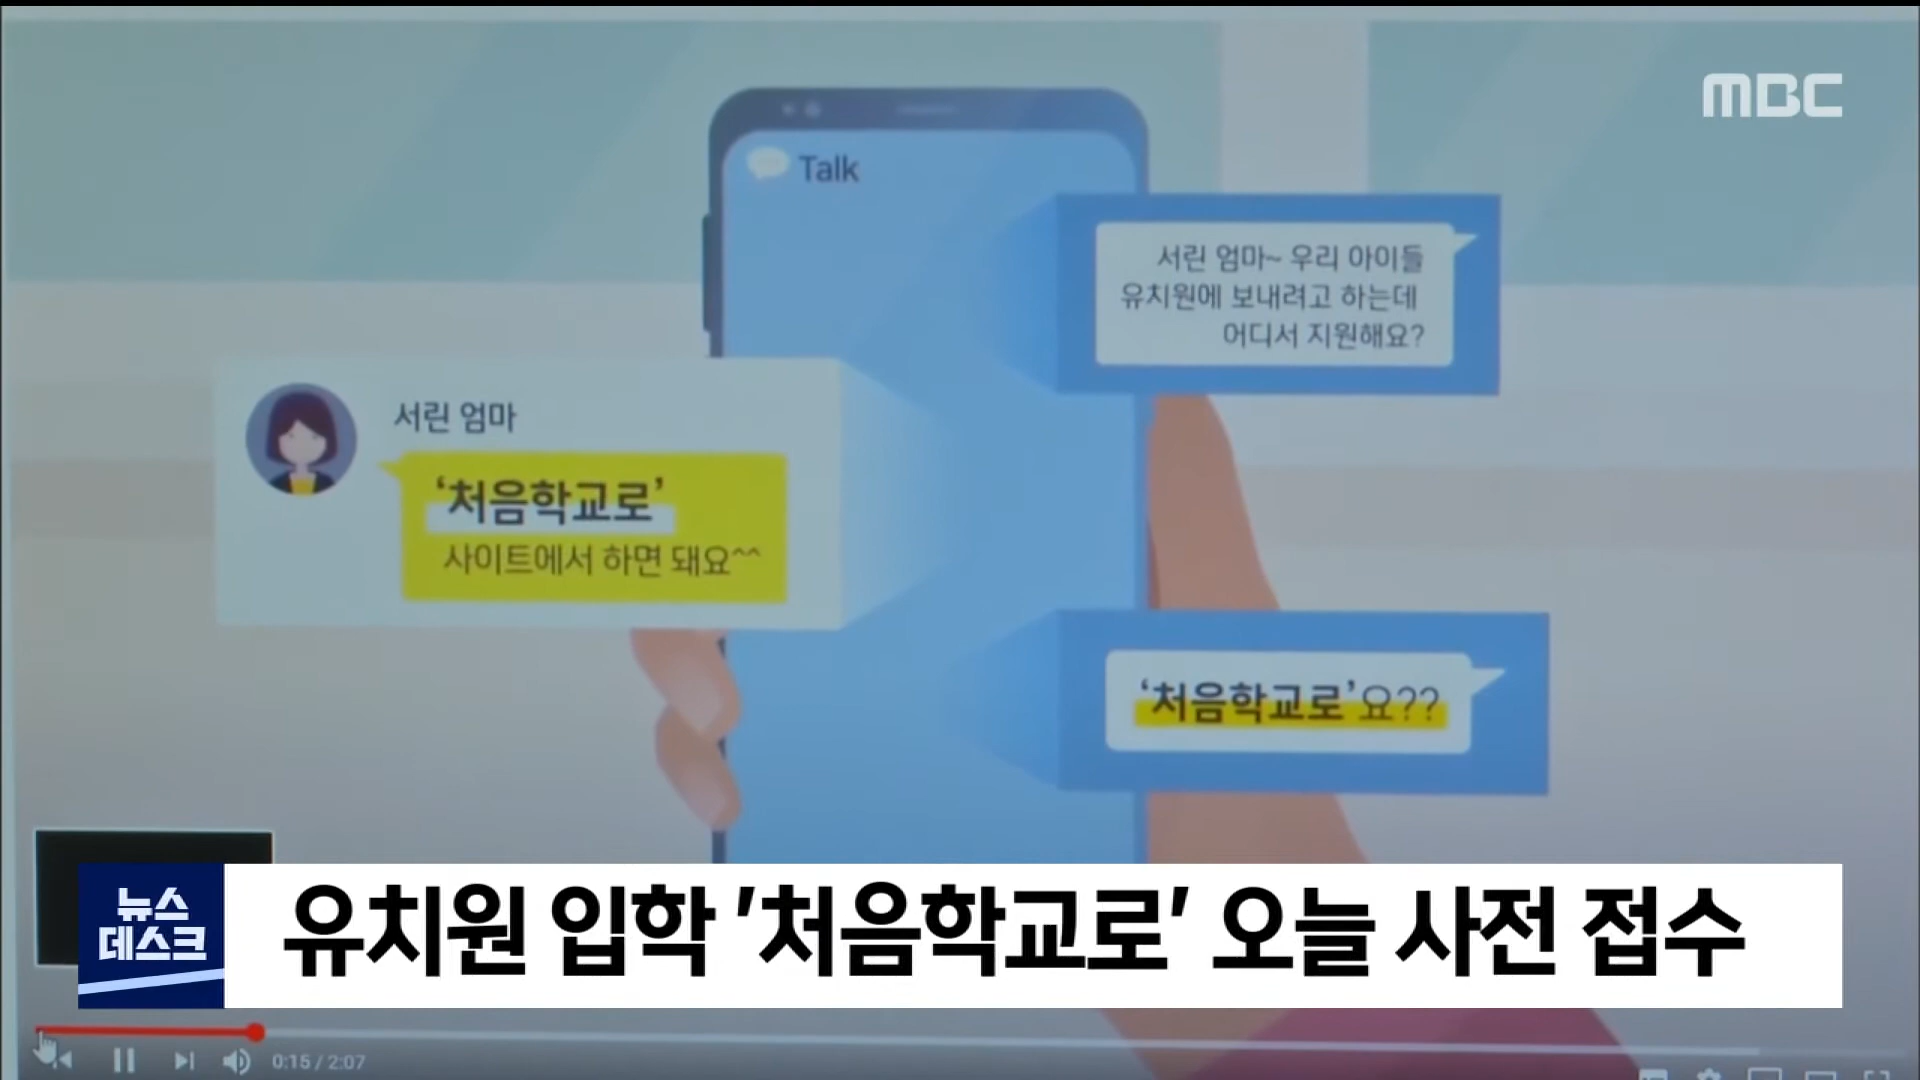 MBC
Talk
서린 엄마~ 우리 아이들
유치원에 보내려고 하는데
어디서 지원해요?
서린 엄마
‘처음학교로’
사이트에서 하면 돼요^^
‘처음학교로’요??
뉴스
데스크
유치원 입학 '처음학교로' 오늘 사전 접수
0:15 / 2:07